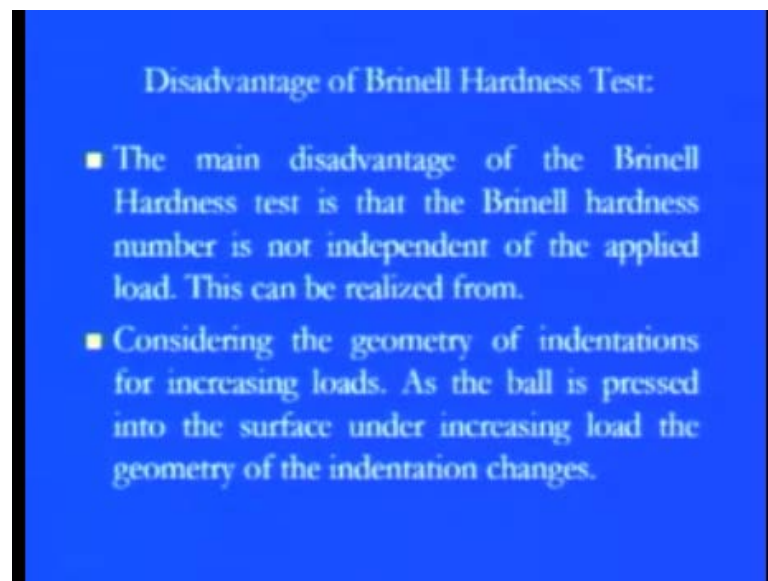 Disadvantage of Brinell Hardness Test:
The main disadvantage of the Brinell
Hardness test is that the Brinell hardness
number is not independent of the applied
load. This can be realized from.
Considering the geometry of indentations
for increasing loads. As the ball is pressed
into the surface under increasing load the
geometry of the indentation changes.